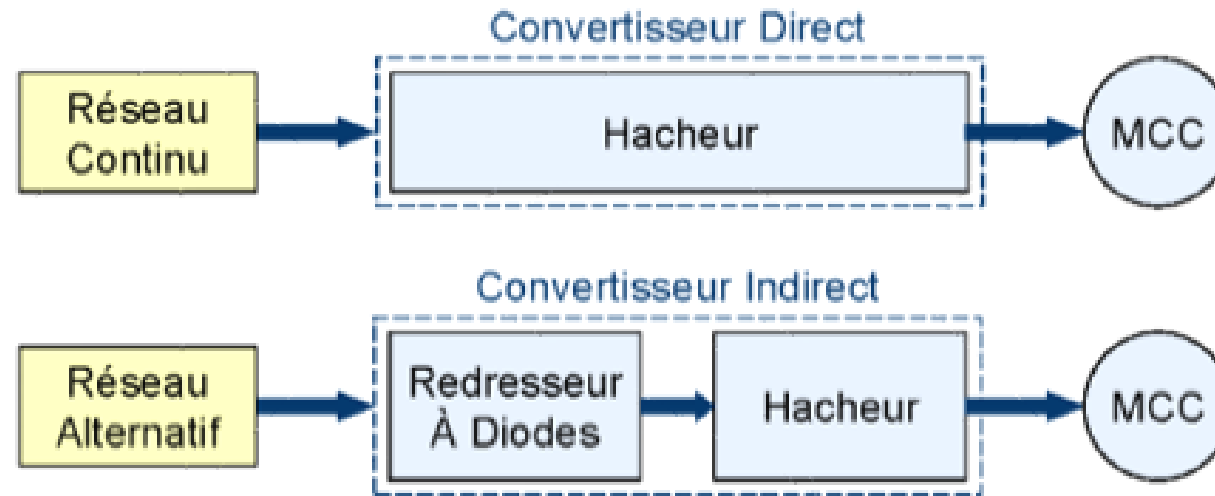 Convertisseur Direct
Réseau
Continu
Hacheur
MCC
Convertisseur Indirect
Réseau
Alternatif
Redresseur
À Diodes
Hacheur
MCC